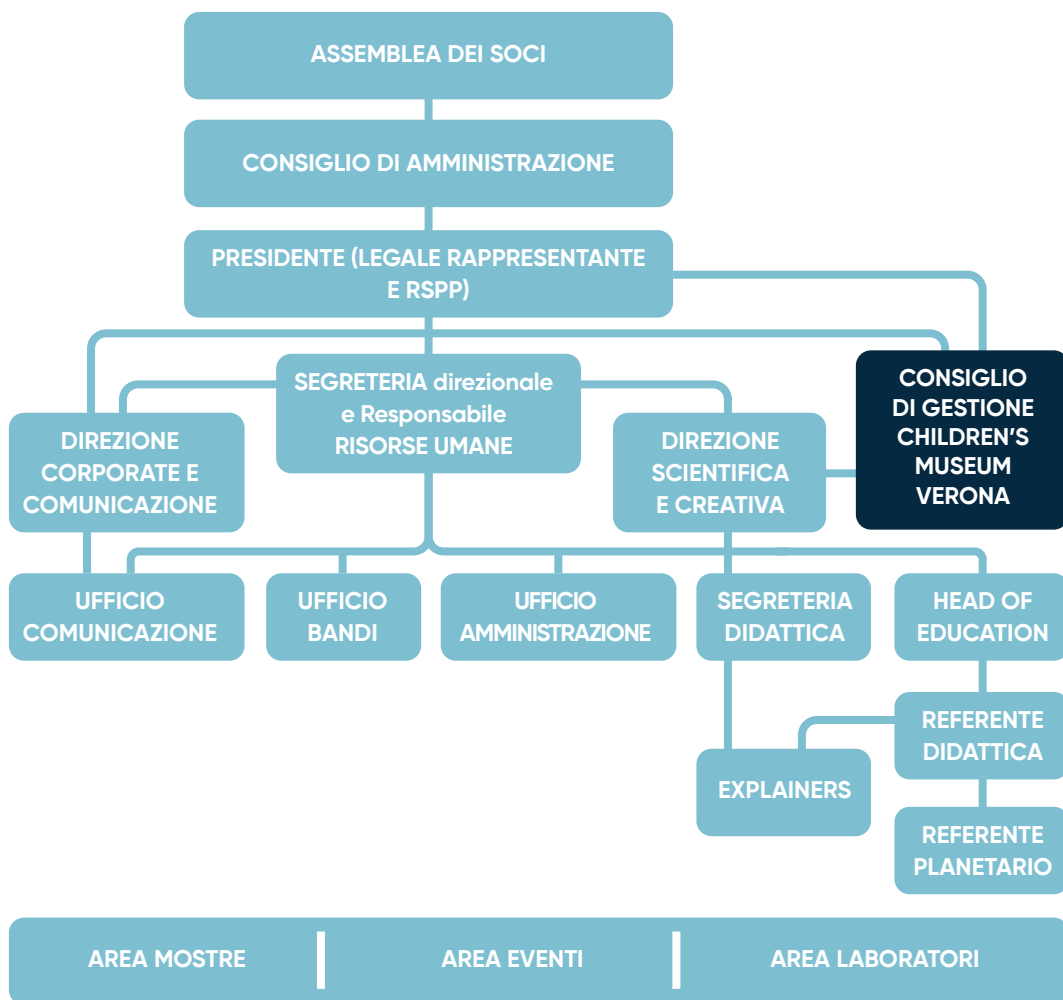 ASSEMBLEA DEI SOCI
CONSIGLIO DI AMMINISTRAZIONE
PRESIDENTE (LEGALE RAPPRESENTANTE
E RSPP)
SEGRETERIA direzionale
e Responsabile
RISORSE UMANE
CONSIGLIO
DI GESTIONE
CHILDREN'S
MUSEUM
VERONA
DIREZIONE
CORPORATE E
COMUNICAZIONE
DIREZIONE
SCIENTIFICA
E CREATIVA
UFFICIO
COMUNICAZIONE
UFFICIO
BANDI
UFFICIO
AMMINISTRAZIONE
SEGRETERIA
DIDATTICA
HEAD OF
EDUCATION
REFERENTE
DIDATTICA
EXPLAINERS
REFERENTE
PLANETARIO
AREA MOSTRE
AREA EVENTI
AREA LABORATORI